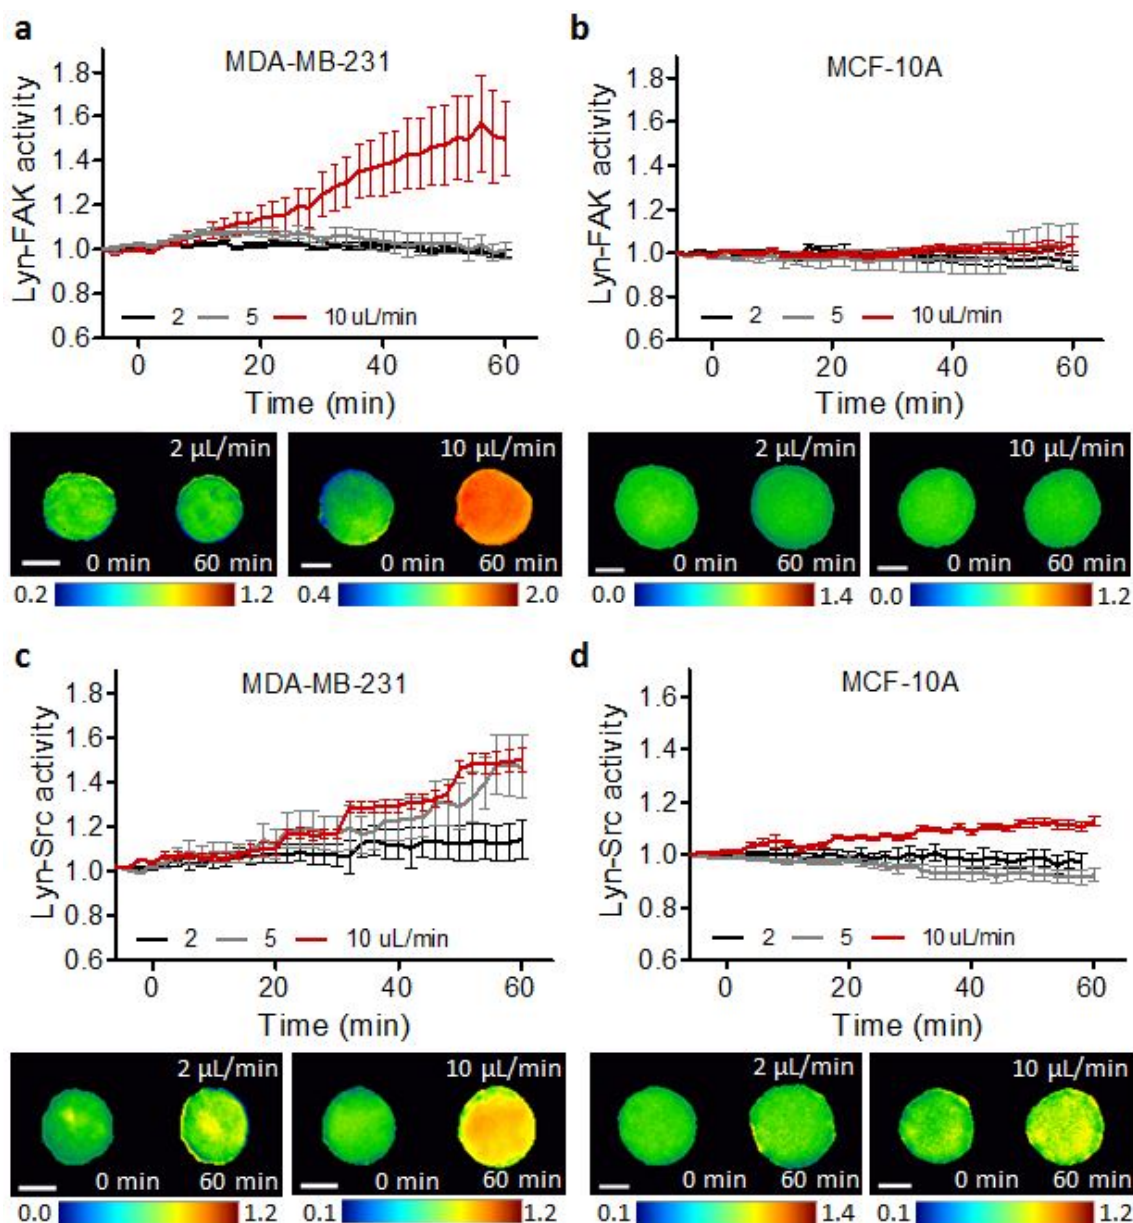 a
MDA-MB-231
Lyn-FAK activity
1.8
1.6
1.4
1.2
1.0
0.8
0.6
2 5 10 uL/min
0 20 40 60
Time (min)
2 µL/min
0 min 60 min
0.2 1.2
10 µL/min
0 min 60 min
0.4 2.0
b
MCF-10A
Lyn-FAK activity
1.8
1.6
1.4
1.2
1.0
0.8
0.6
2 5 10 uL/min
0 20 40 60
Time (min)
2 µL/min
0 min 60 min
0.0 1.4
10 µL/min
0 min 60 min
0.0 1.2
c
MDA-MB-231
Lyn-Src activity
1.8
1.6
1.4
1.2
1.0
0.8
0.6
2 5 10 uL/min
0 20 40 60
Time (min)
2 µL/min
0 min 60 min
0.0 1.2
10 µL/min
0 min 60 min
0.1 1.2
d
MCF-10A
Lyn-Src activity
1.6
1.4
1.2
1.0
0.8
0.6
2 5 10 uL/min
0 20 40 60
Time (min)
2 µL/min
0 min 60 min
0.1 1.4
10 µL/min
0 min 60 min
0.1 1.2